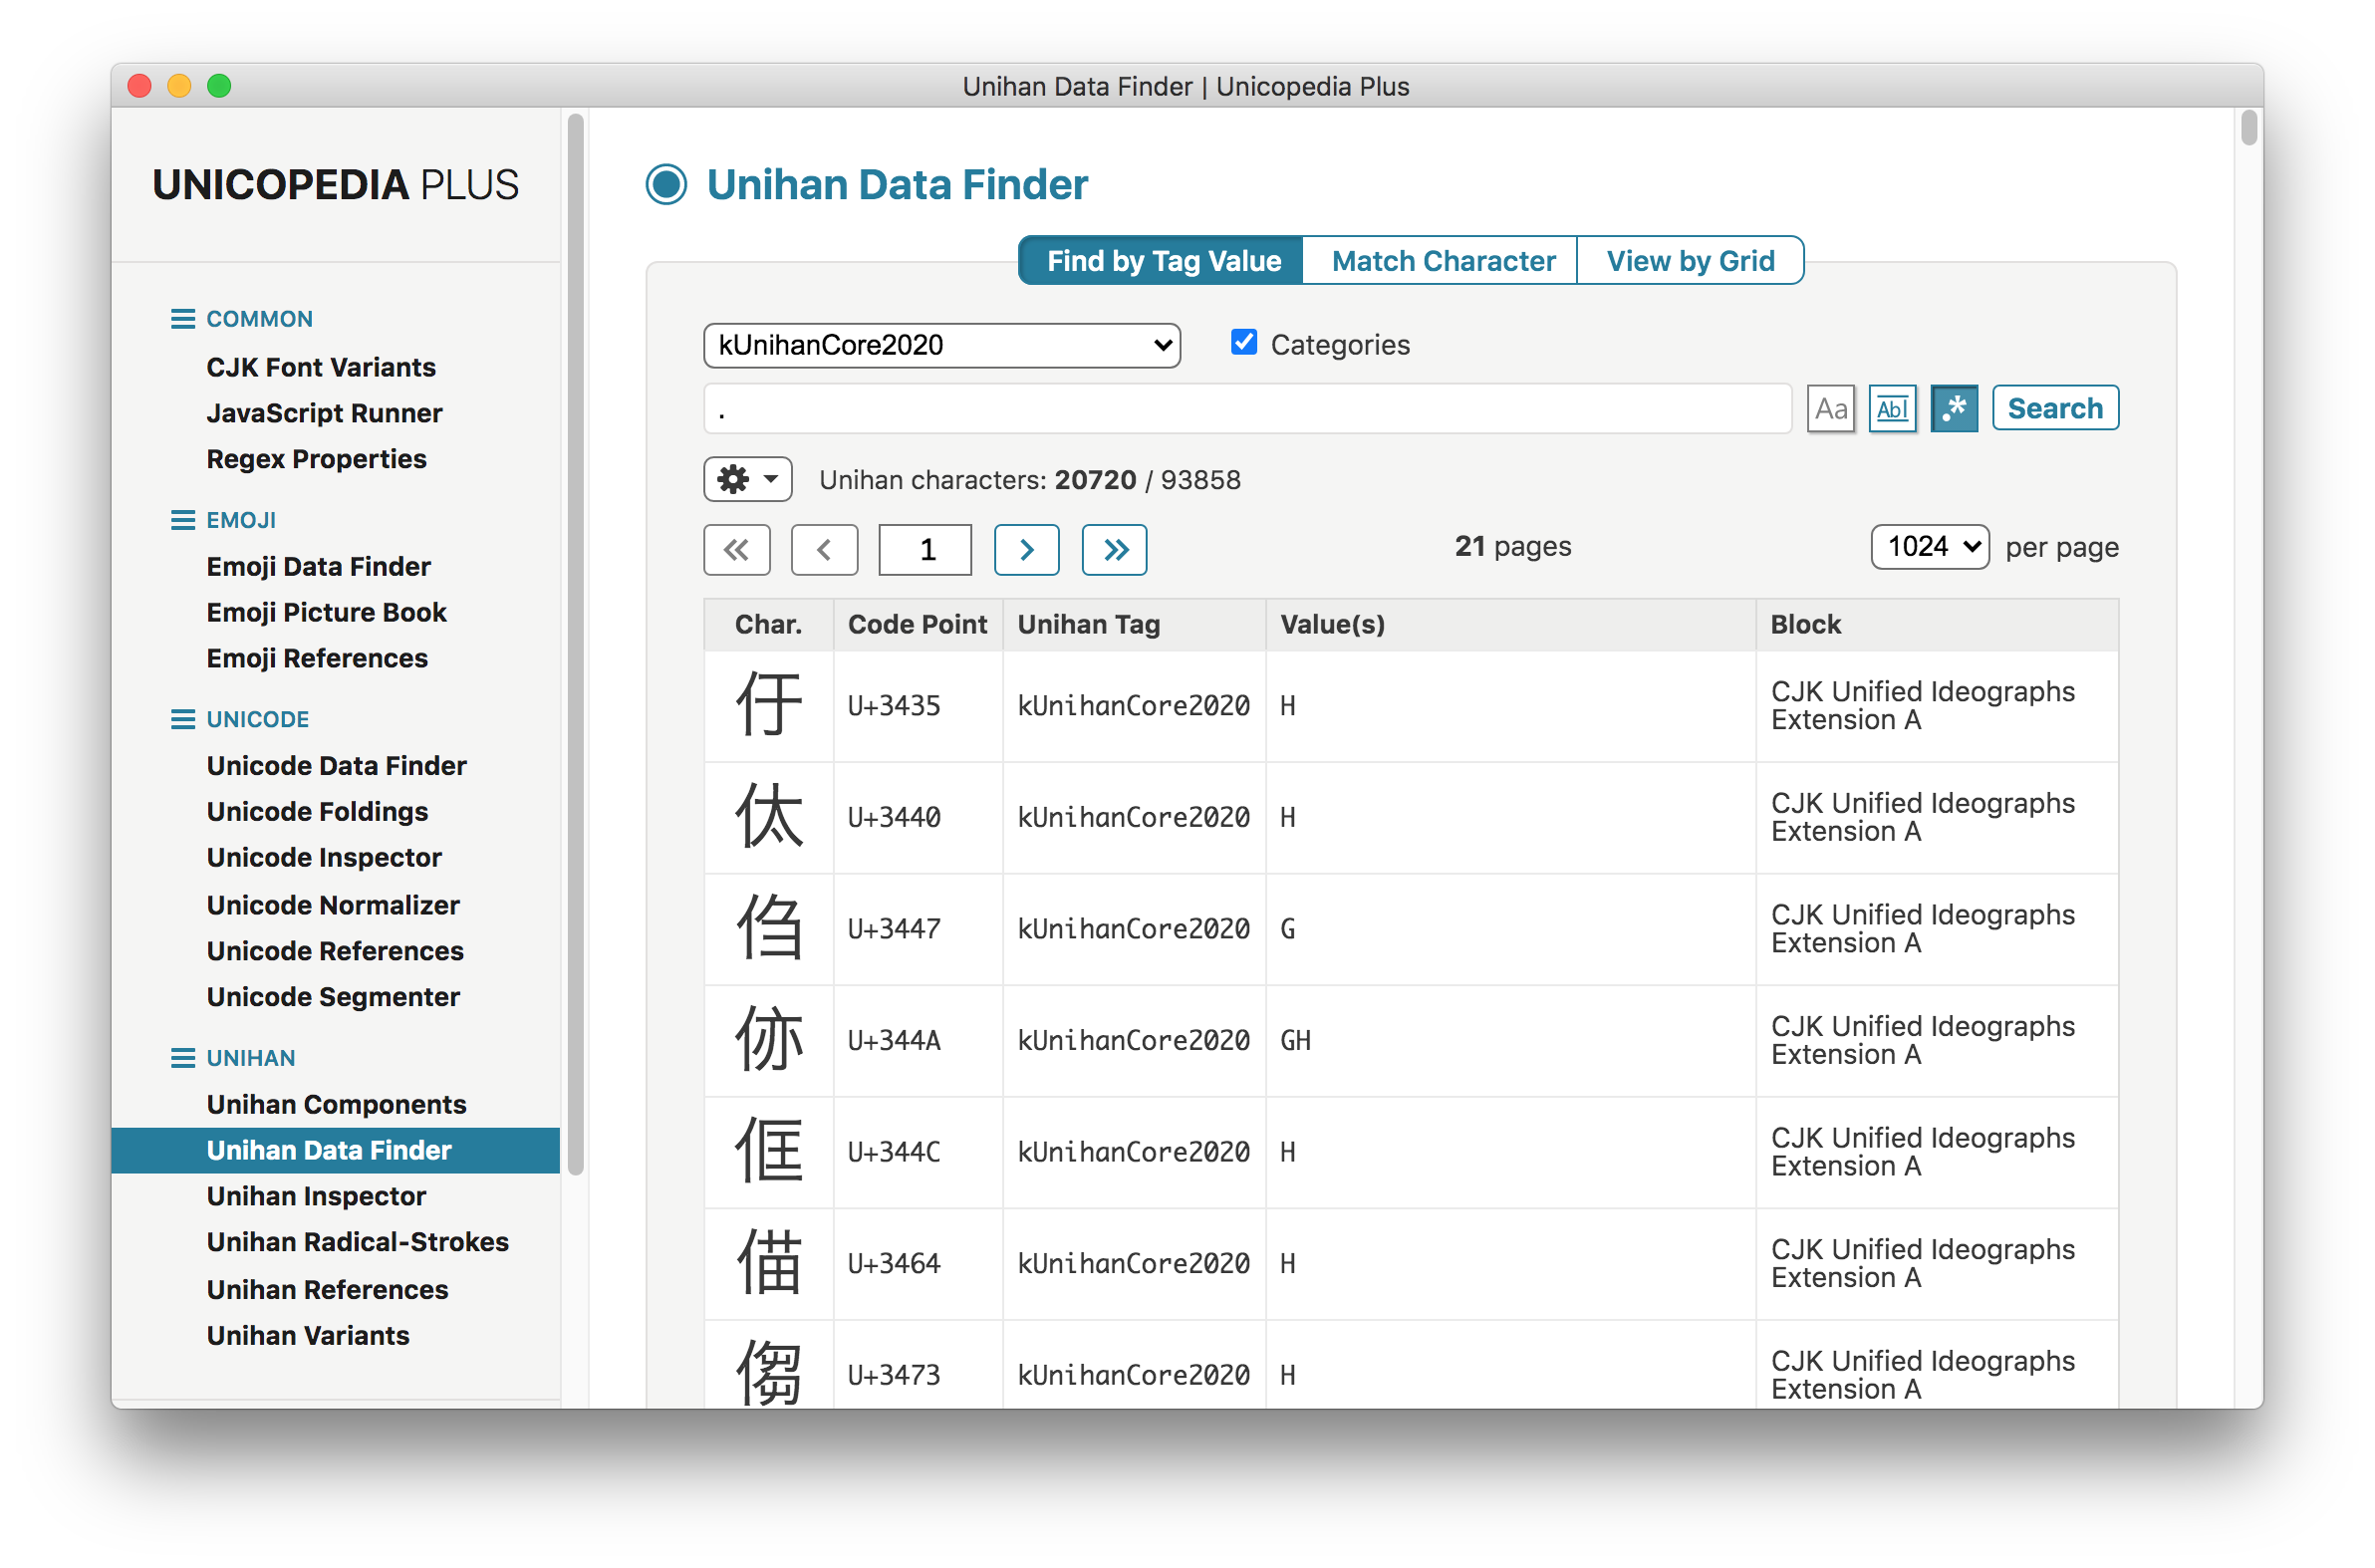 Unihan Data Finder | Unicopedia Plus
UNICOPEDIA PLUS
COMMON
CJK Font Variants
JavaScript Runner
Regex Properties
EMOJI
Emoji Data Finder
Emoji Picture Book
Emoji References
UNICODE
Unicode Data Finder
Unicode Foldings
Unicode Inspector
Unicode Normalizer
Unicode References
Unicode Segmenter
UNIHAN
Unihan Components
Unihan Data Finder
Unihan Inspector
Unihan Radical-Strokes
Unihan References
Unihan Variants
Unihan Data Finder
Find by Tag Value Match Character View by Grid
kUnihanCore2020 Categories
. Aa Ab| .* Search
Unihan characters: 20720 / 93858
« ‹ 1 › » 21 pages 1024 per page
Char. Code Point Unihan Tag Value(s) Block
㐵 U+3435 kUnihanCore2020 H CJK Unified Ideographs
Extension A
㑀 U+3440 kUnihanCore2020 H CJK Unified Ideographs
Extension A
㑇 U+3447 kUnihanCore2020 G CJK Unified Ideographs
Extension A
㑊 U+344A kUnihanCore2020 GH CJK Unified Ideographs
Extension A
㑌 U+344C kUnihanCore2020 H CJK Unified Ideographs
Extension A
㑤 U+3464 kUnihanCore2020 H CJK Unified Ideographs
Extension A
㑳 U+3473 kUnihanCore2020 H CJK Unified Ideographs
Extension A